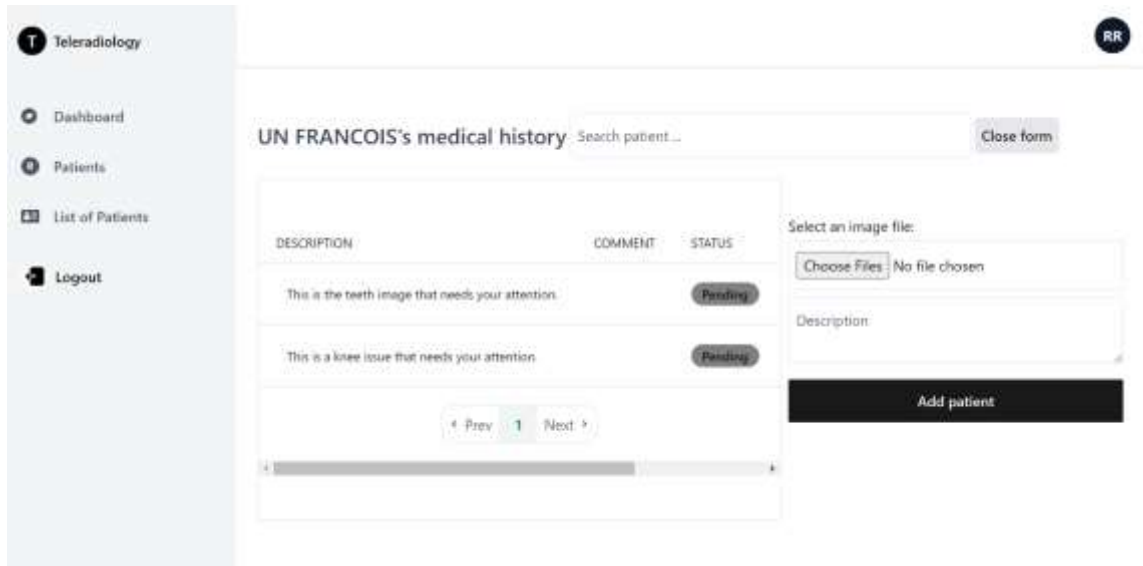 T Teleradiology
RR
Dashboard
Patients
List of Patients
Logout
UN FRANCOIS's medical history
Search patient...
Close form
DESCRIPTION COMMENT STATUS
This is the teeth image that needs your attention. Pending
This is a knee issue that needs your attention. Pending
Prev 1 Next
Select an image file:
Choose Files No file chosen
Description
Add patient